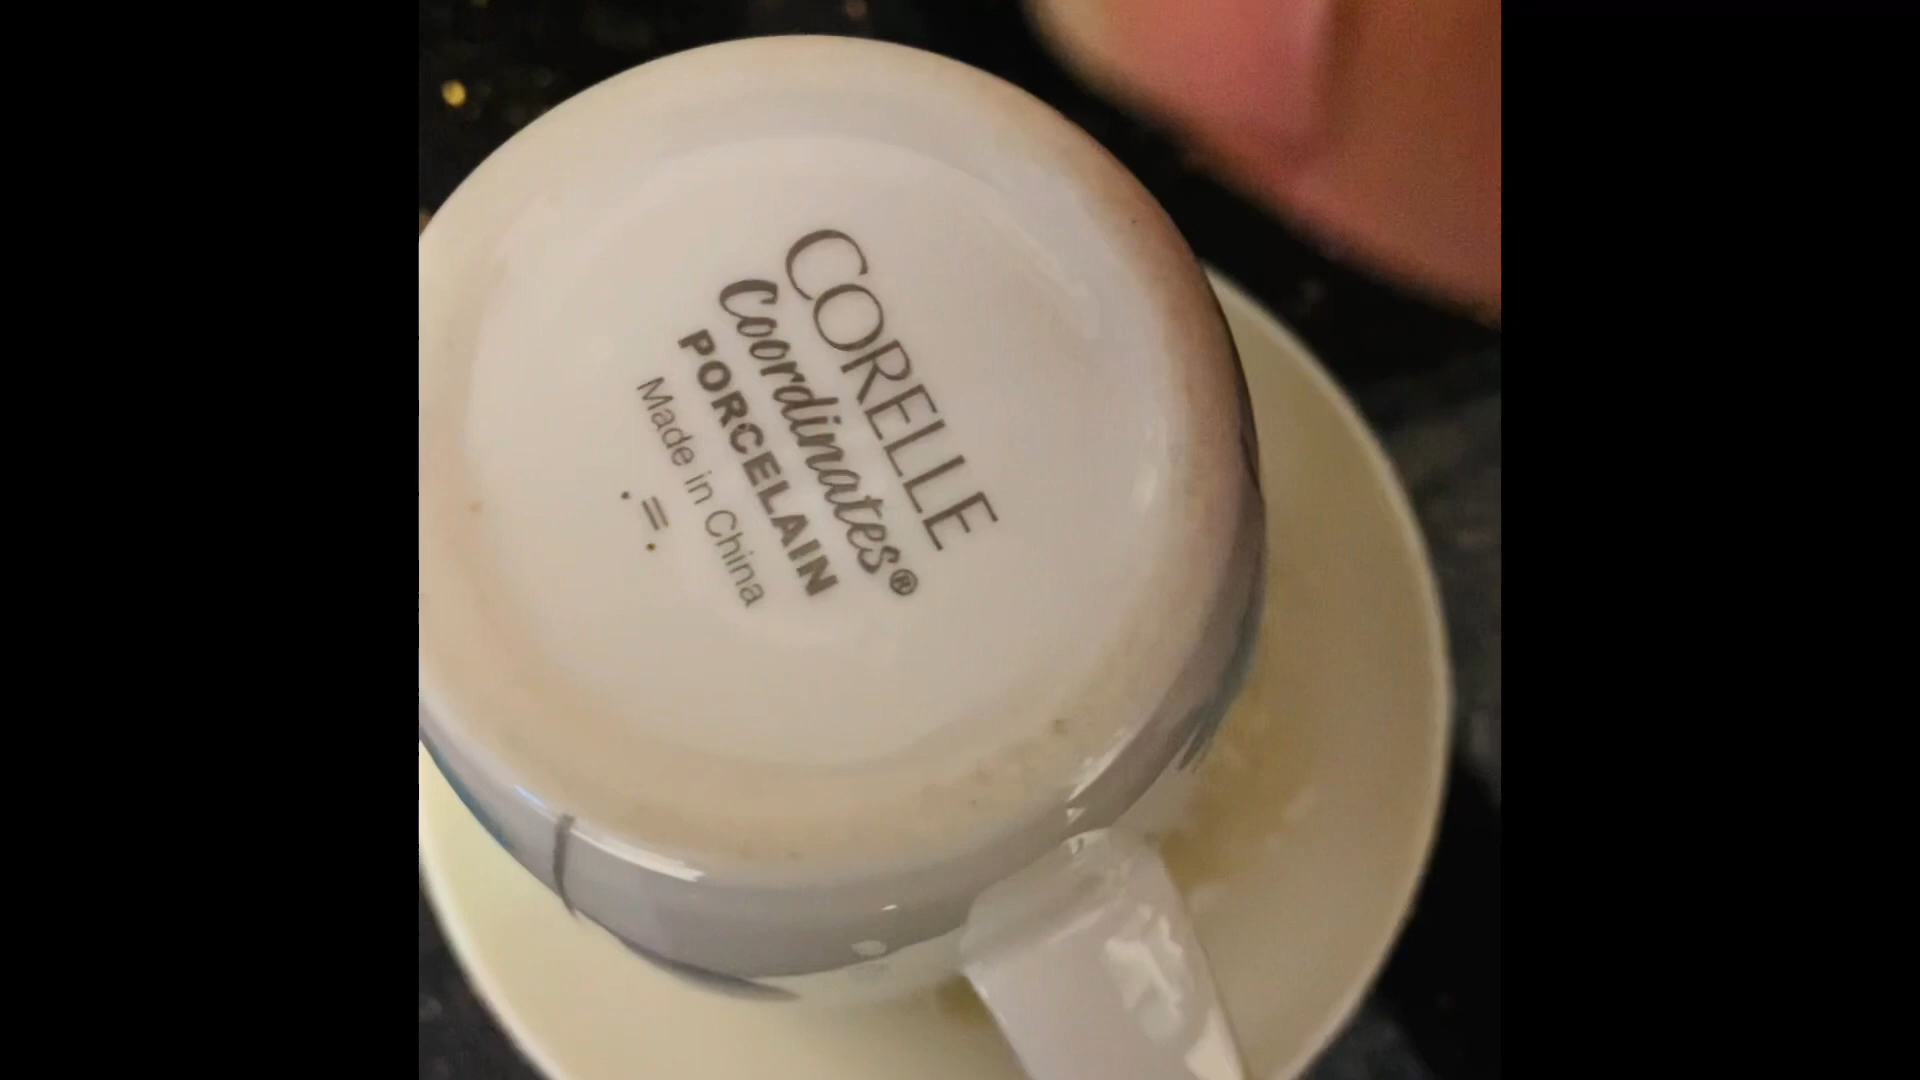 CORELLE
Coordinates®
PORCELAIN
Made in China
. = .